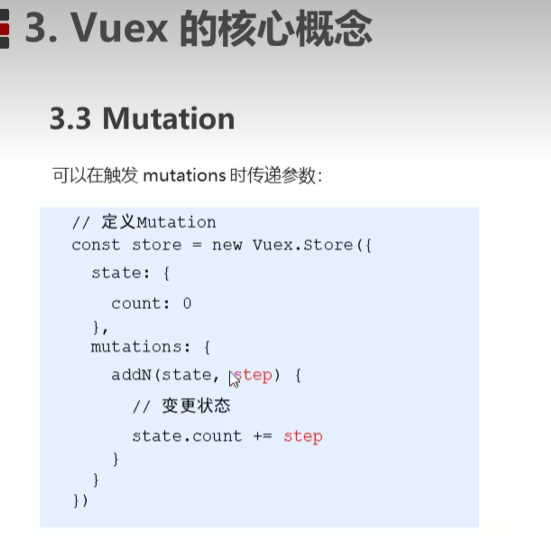 3. Vuex 的核心概念
3.3 Mutation
可以在触发 mutations 时传递参数：
// 定义Mutation
const store = new Vuex.Store({
state: {
count: 0
},
mutations: {
addN(state, step) {
// 变更状态
state.count += step
}
}
})